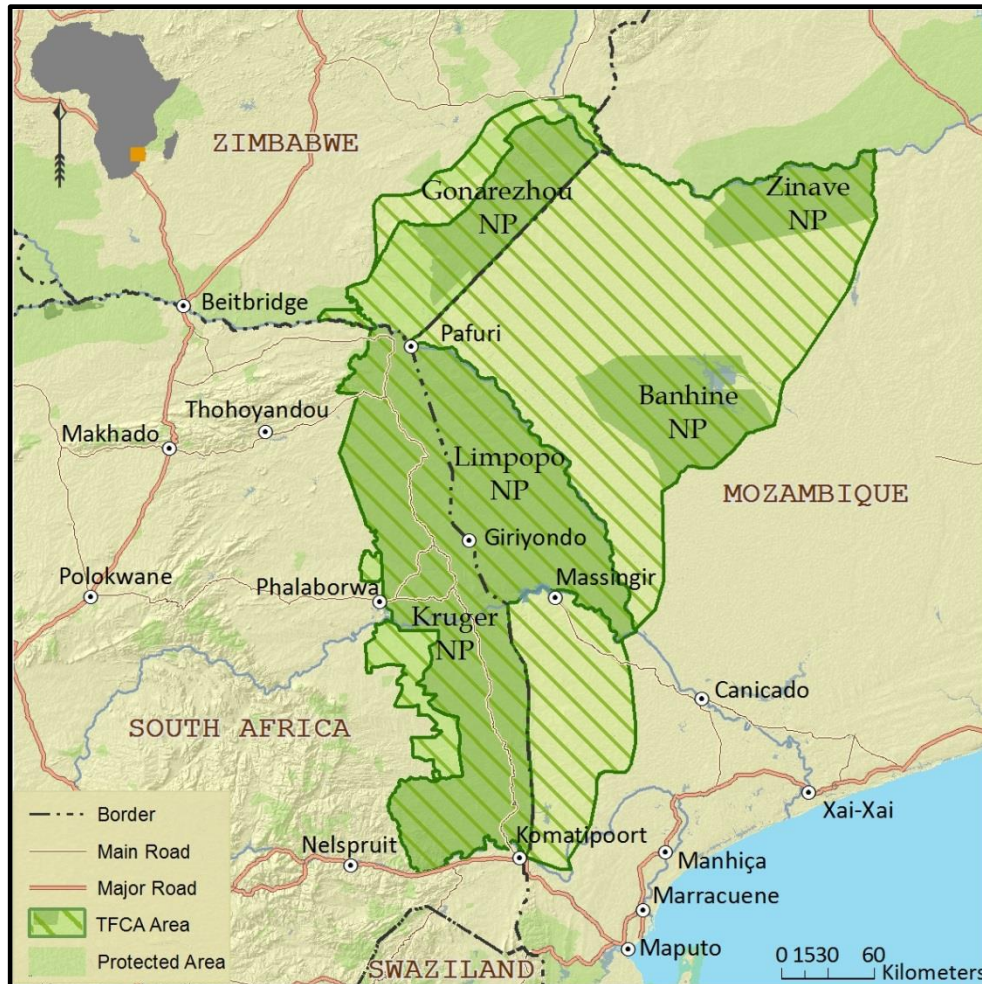 ZIMBABWE
Gonarezhou
NP
Zinave
NP
Beitbridge
Pafuri
Banhine
NP
Thohoyandou
Makhado
Limpopo
NP
MOZAMBIQUE
Giriyondo
Polokwane
Phalaborwa
Massingir
Kruger
NP
Canicado
SOUTH AFRICA
Xai-Xai
Komatipoort
Nelspruit
Manhiça
Marracuene
Maputo
SWAZILAND
Border
Main Road
Major Road
TFCA Area
Protected Area
0 1530 60
Kilometers